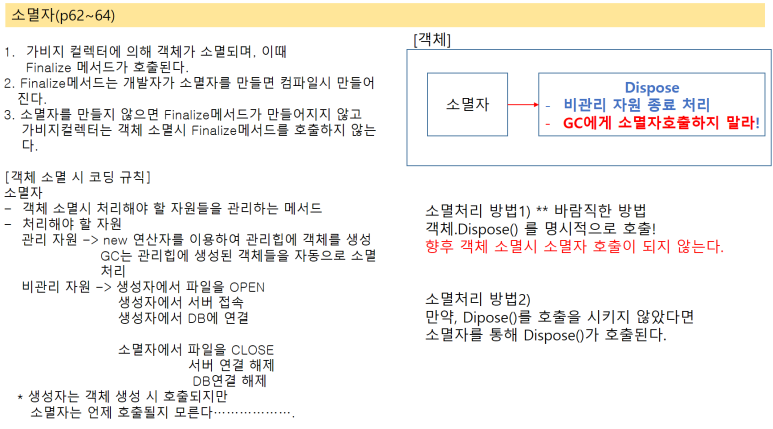 소멸자(p62~64)
1. 가비지 컬렉터에 의해 객체가 소멸되며, 이때
Finalize 메서드가 호출된다.
2. Finalize메서드는 개발자가 소멸자를 만들면 컴파일시 만들어
진다.
3. 소멸자를 만들지 않으면 Finalize메서드가 만들어지지 않고
가비지컬렉터는 객체 소멸시 Finalize메서드를 호출하지 않는
다.
[객체 소멸 시 코딩 규칙]
소멸자
- 객체 소멸시 처리해야 할 자원들을 관리하는 메서드
- 처리해야 할 자원
관리 자원 -> new 연산자를 이용하여 관리힙에 객체를 생성
GC는 관리힙에 생성된 객체들을 자동으로 소멸
처리
비관리 자원 -> 생성자에서 파일을 OPEN
생성자에서 서버 접속
생성자에서 DB에 연결
소멸자에서 파일을 CLOSE
서버 연결 해제
DB연결 해제
* 생성자는 객체 생성 시 호출되지만
소멸자는 언제 호출될지 모른다………………….
[객체]
소멸자
Dispose
- 비관리 자원 종료 처리
- GC에게 소멸자호출하지 말라!
소멸처리 방법1) ** 바람직한 방법
객체.Dispose() 를 명시적으로 호출!
향후 객체 소멸시 소멸자 호출이 되지 않는다.
소멸처리 방법2)
만약, Dipose()를 호출을 시키지 않았다면
소멸자를 통해 Dispose()가 호출된다.